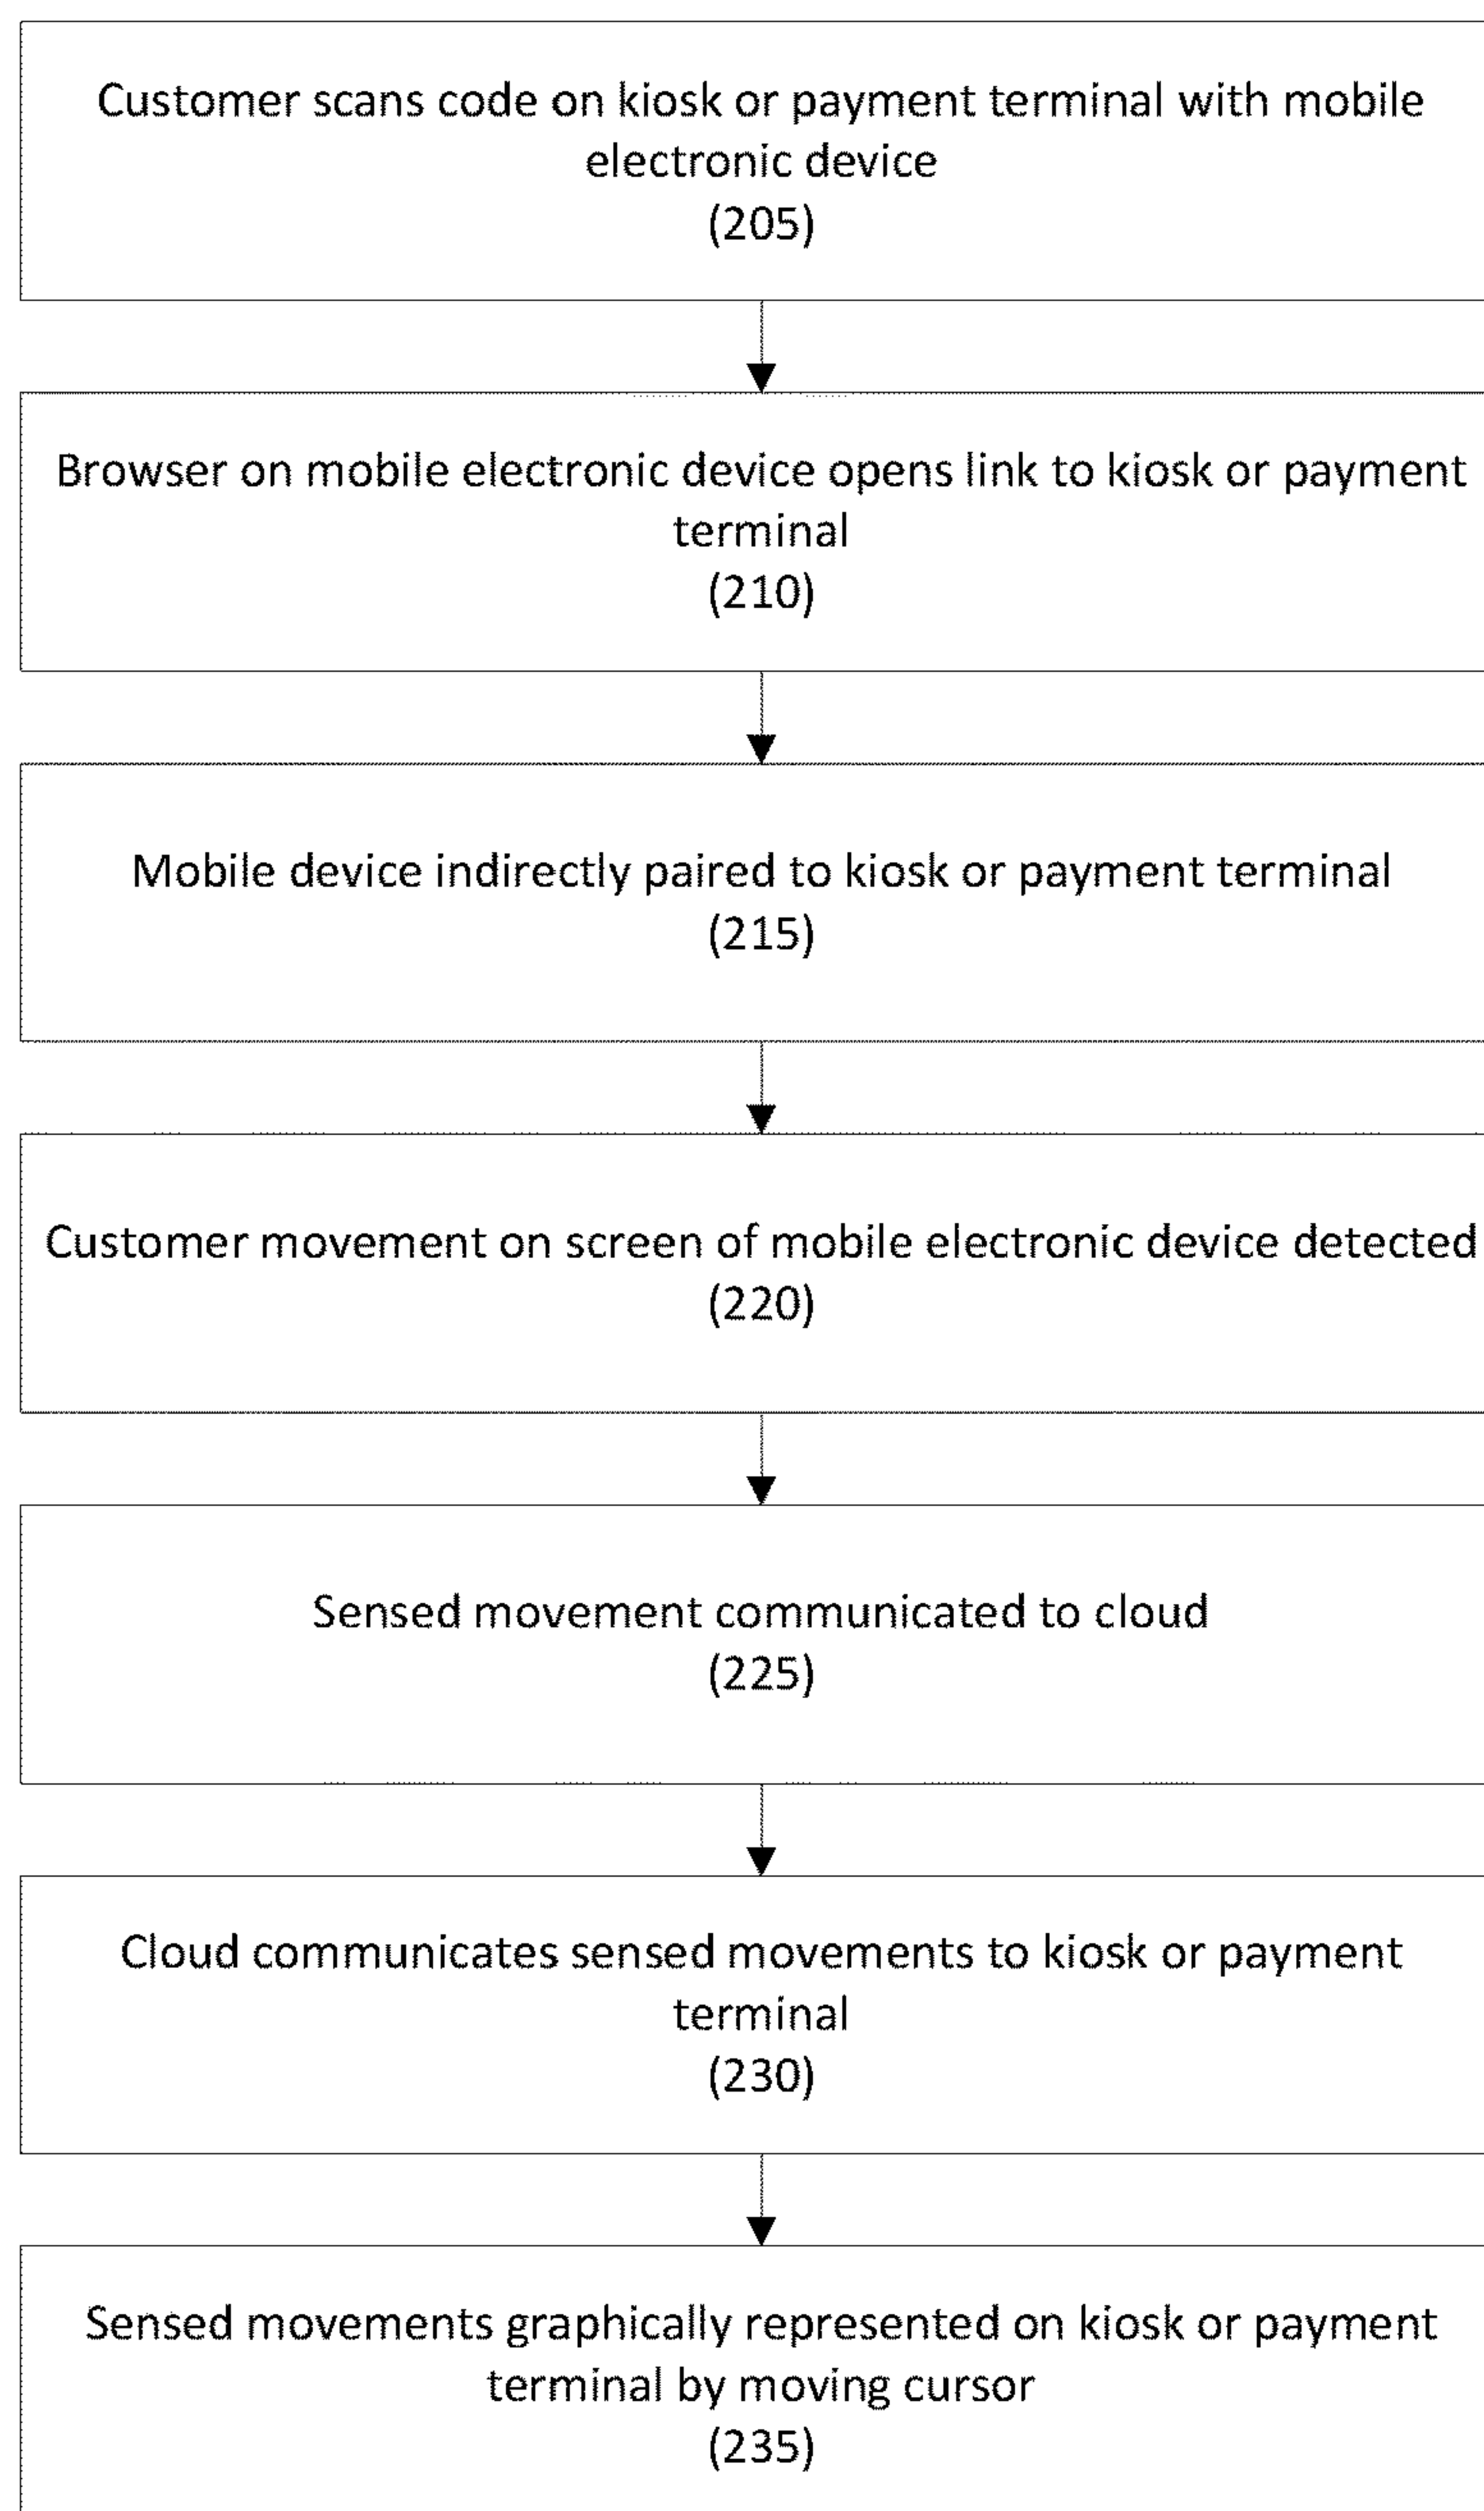 Customer scans code on kiosk or payment terminal with mobile
electronic device
(205)
Browser on mobile electronic device opens link to kiosk or payment
terminal
(210)
Mobile device indirectly paired to kiosk or payment terminal
(215)
Customer movement on screen of mobile electronic device detected
(220)
Sensed movement communicated to cloud
(225)
Cloud communicates sensed movements to kiosk or payment
terminal
(230)
Sensed movements graphically represented on kiosk or payment
terminal by moving cursor
(235)